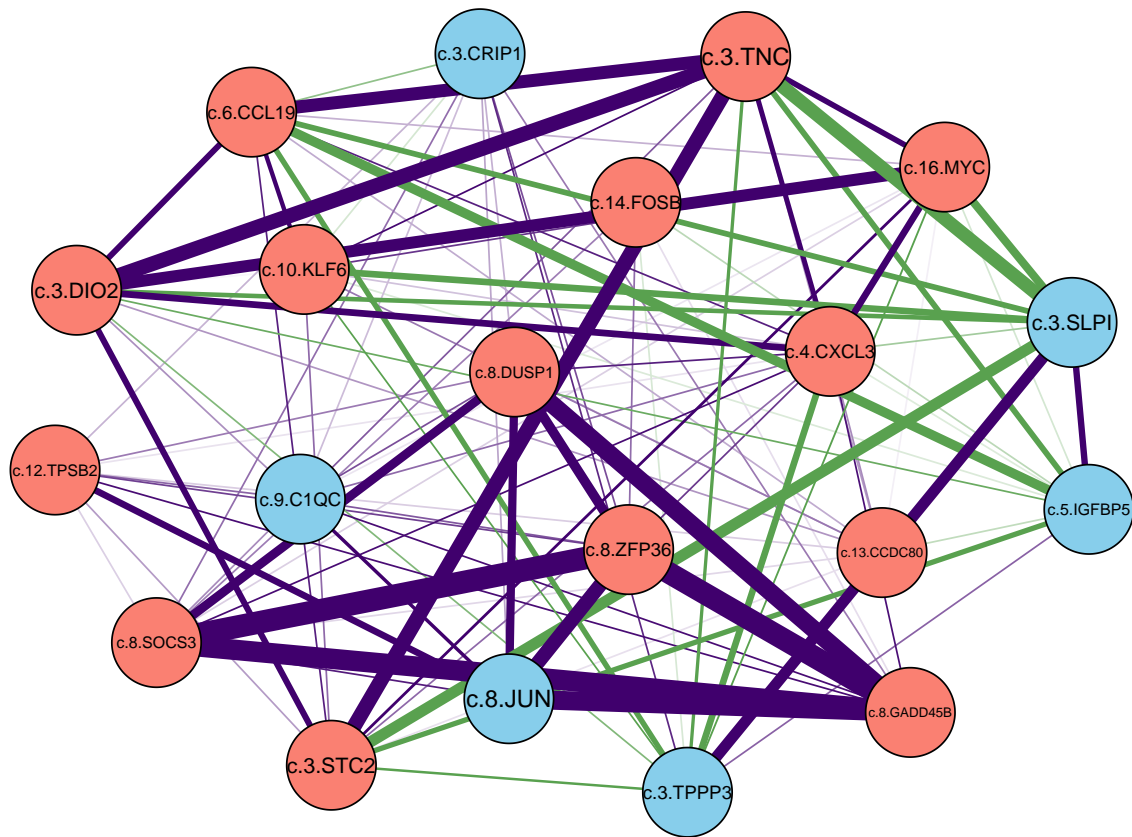 c.3.CRIP1
c.3.TNC
c.6.CCL19
c.16.MYC
c.14.FOSB
c.10.KLF6
c.3.DIO2
c.3.SLPI
c.4.CXCL3
c.8.DUSP1
c.12.TPSB2
c.9.C1QC
c.5.IGFBP5
c.8.ZFP36
c.13.CCDC80
c.8.SOCS3
c.8.JUN
c.8.GADD45B
c.3.STC2
c.3.TPPP3